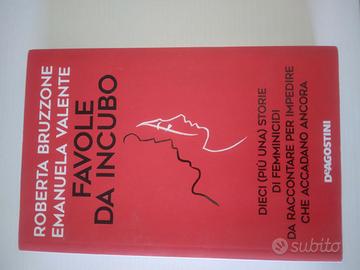 ROBERTA BRUZZONE
EMANUELA VALENTE
FAVOLE
DA INCUBO
DIECI (PIÙ UNA) STORIE
DI FEMMINICIDI
DA RACCONTARE PER IMPEDIRE
CHE ACCADANO ANCORA
DeAGOSTINI
subito